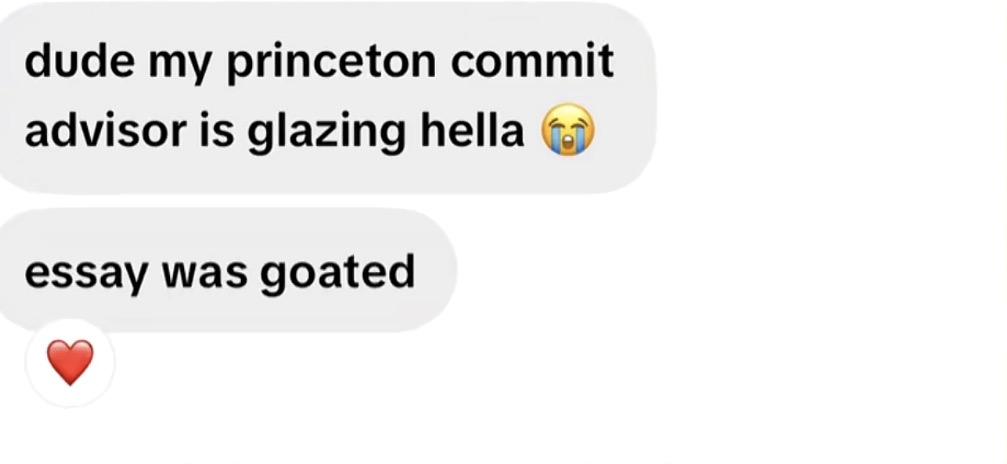 dude my princeton commit
advisor is glazing hella 😭
essay was goated
❤️